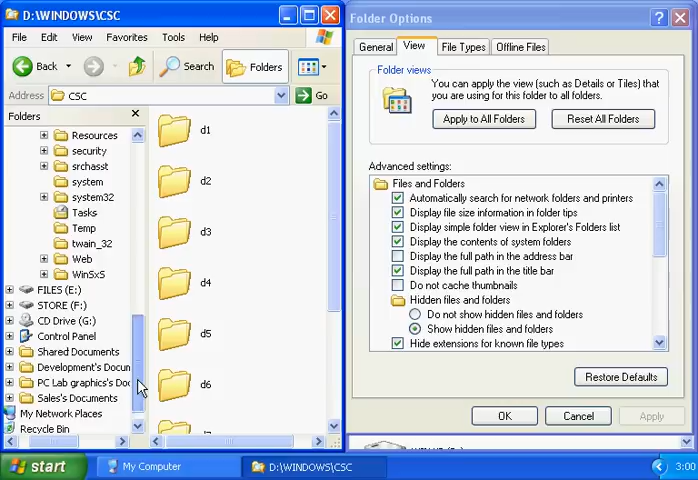 D:\WINDOWS\CSC
File Edit View Favorites Tools Help
Back Search Folders
Address CSC Go
Folders
Resources
security
srchasst
system
system32
Tasks
Temp
twain_32
Web
WinSxS
FILES (E:)
STORE (F:)
CD Drive (G:)
Control Panel
Shared Documents
Development's Docun
PC Lab graphics's Doc
Sales's Documents
My Network Places
Recycle Bin
d1
d2
d3
d4
d5
d6
Folder Options
General View File Types Offline Files
Folder views
You can apply the view (such as Details or Tiles) that
you are using for this folder to all folders.
Apply to All Folders Reset All Folders
Advanced settings:
Files and Folders
Automatically search for network folders and printers
Display file size information in folder tips
Display simple folder view in Explorer's Folders list
Display the contents of system folders
Display the full path in the address bar
Display the full path in the title bar
Do not cache thumbnails
Hidden files and folders
Do not show hidden files and folders
Show hidden files and folders
Hide extensions for known file types
Restore Defaults
OK Cancel Apply
start My Computer D:\WINDOWS\CSC 3:00